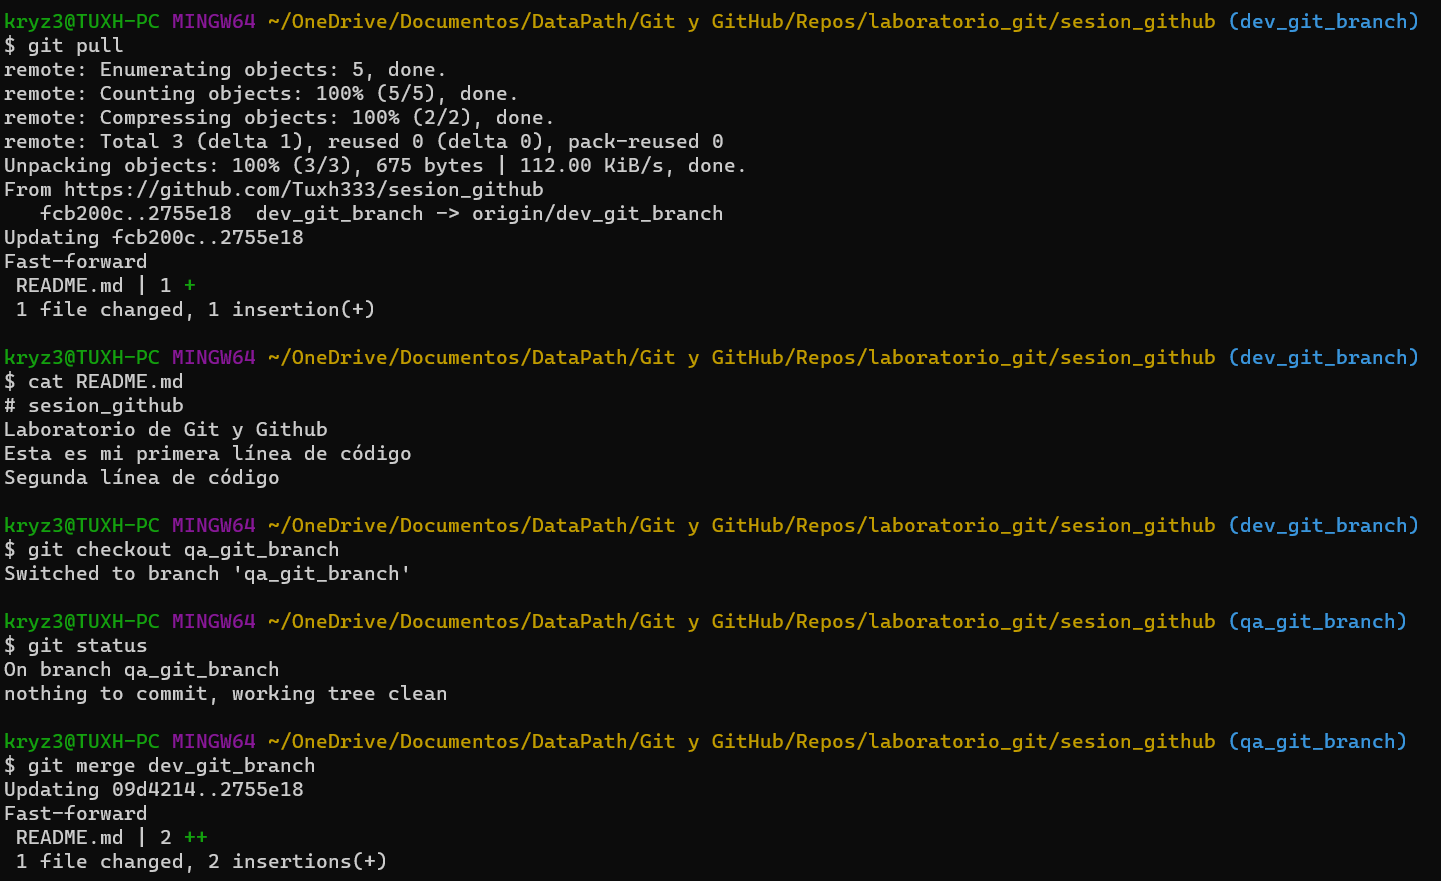 kryz3@TUXH-PC MINGW64 ~/OneDrive/Documentos/DataPath/Git y GitHub/Repos/laboratorio_git/sesion_github (dev_git_branch)
$ git pull
remote: Enumerating objects: 5, done.
remote: Counting objects: 100% (5/5), done.
remote: Compressing objects: 100% (2/2), done.
remote: Total 3 (delta 1), reused 0 (delta 0), pack-reused 0
Unpacking objects: 100% (3/3), 675 bytes | 112.00 KiB/s, done.
From https://github.com/Tuxh333/sesion_github
   fcb200c..2755e18  dev_git_branch -> origin/dev_git_branch
Updating fcb200c..2755e18
Fast-forward
 README.md | 1 +
 1 file changed, 1 insertion(+)
kryz3@TUXH-PC MINGW64 ~/OneDrive/Documentos/DataPath/Git y GitHub/Repos/laboratorio_git/sesion_github (dev_git_branch)
$ cat README.md
# sesion_github
Laboratorio de Git y Github
Esta es mi primera línea de código
Segunda línea de código
kryz3@TUXH-PC MINGW64 ~/OneDrive/Documentos/DataPath/Git y GitHub/Repos/laboratorio_git/sesion_github (dev_git_branch)
$ git checkout qa_git_branch
Switched to branch 'qa_git_branch'
kryz3@TUXH-PC MINGW64 ~/OneDrive/Documentos/DataPath/Git y GitHub/Repos/laboratorio_git/sesion_github (qa_git_branch)
$ git status
On branch qa_git_branch
nothing to commit, working tree clean
kryz3@TUXH-PC MINGW64 ~/OneDrive/Documentos/DataPath/Git y GitHub/Repos/laboratorio_git/sesion_github (qa_git_branch)
$ git merge dev_git_branch
Updating 09d4214..2755e18
Fast-forward
 README.md | 2 ++
 1 file changed, 2 insertions(+)